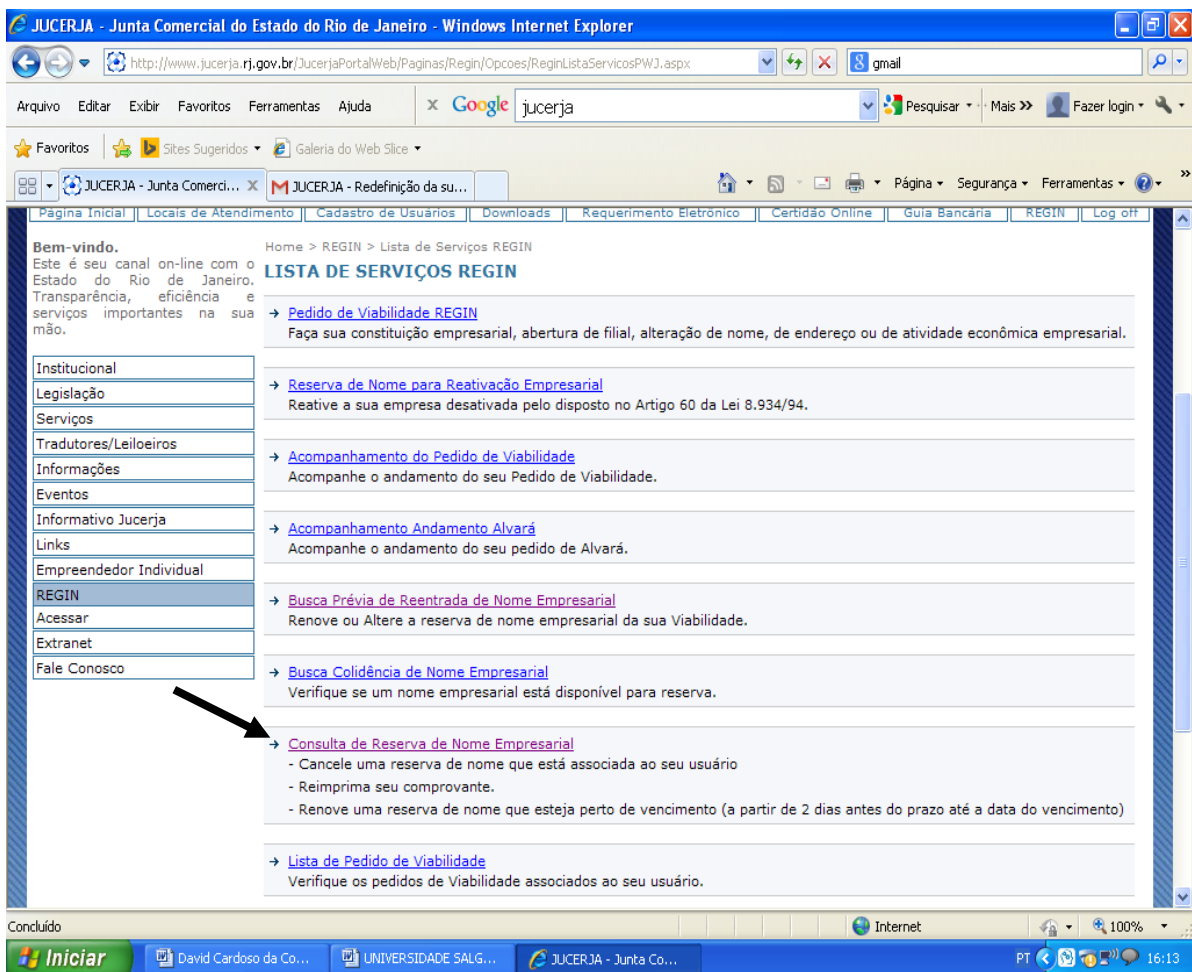 JUCERJA - Junta Comercial do Estado do Rio de Janeiro - Windows Internet Explorer
http://www.jucerja.rj.gov.br/JucerjaPortalWeb/Paginas/Regin/Opcoes/ReginListaServicosPWJ.aspx
gmail
Arquivo Editar Exibir Favoritos Ferramentas Ajuda
x Google jucerja Pesquisar Mais >> Fazer login
Favoritos Sites Sugeridos Galeria do Web Slice
JUCERJA - Junta Comerci... X JUCERJA - Redefinição da su...
Página Segurança Ferramentas
Página Inicial Locais de Atendimento Cadastro de Usuários Downloads Requerimento Eletrônico Certidão Online Guia Bancária REGIN Log off
Bem-vindo.
Este é seu canal on-line com o
Estado do Rio de Janeiro.
Transparência, eficiência e
serviços importantes na sua
mão.
Institucional
Legislação
Serviços
Tradutores/Leiloeiros
Informações
Eventos
Informativo Jucerja
Links
Empreendedor Individual
REGIN
Acessar
Extranet
Fale Conosco
Home > REGIN > Lista de Serviços REGIN
LISTA DE SERVIÇOS REGIN
Pedido de Viabilidade REGIN
Faça sua constituição empresarial, abertura de filial, alteração de nome, de endereço ou de atividade econômica empresarial.
Reserva de Nome para Reativação Empresarial
Reative a sua empresa desativada pelo disposto no Artigo 60 da Lei 8.934/94.
Acompanhamento do Pedido de Viabilidade
Acompanhe o andamento do seu Pedido de Viabilidade.
Acompanhamento Andamento Alvará
Acompanhe o andamento do seu pedido de Alvará.
Busca Prévia de Reentrada de Nome Empresarial
Renove ou Altere a reserva de nome empresarial da sua Viabilidade.
Busca Colidência de Nome Empresarial
Verifique se um nome empresarial está disponível para reserva.
Consulta de Reserva de Nome Empresarial
- Cancele uma reserva de nome que está associada ao seu usuário
- Reimprima seu comprovante.
- Renove uma reserva de nome que esteja perto de vencimento (a partir de 2 dias antes do prazo até a data do vencimento)
Lista de Pedido de Viabilidade
Verifique os pedidos de Viabilidade associados ao seu usuário.
Concluído Internet 100%
Iniciar David Cardoso da Co... UNIVERSIDADE SALG... JUCERJA - Junta Co... PT 16:13